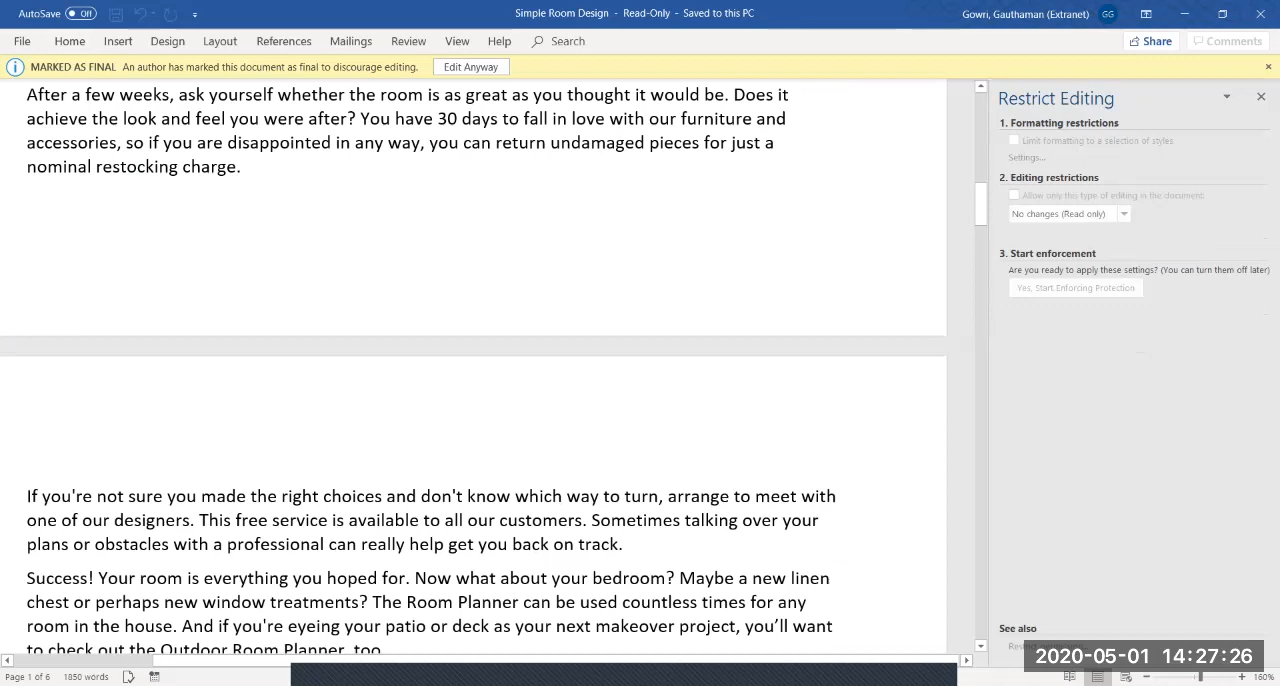 AutoSave Off
Simple Room Design - Read-Only - Saved to this PC
Gowri, Gauthaman (Extranet) GG
File Home Insert Design Layout References Mailings Review View Help Search Share Comments
MARKED AS FINAL An author has marked this document as final to discourage editing. Edit Anyway
After a few weeks, ask yourself whether the room is as great as you thought it would be. Does it
achieve the look and feel you were after? You have 30 days to fall in love with our furniture and
accessories, so if you are disappointed in any way, you can return undamaged pieces for just a
nominal restocking charge.
If you're not sure you made the right choices and don't know which way to turn, arrange to meet with
one of our designers. This free service is available to all our customers. Sometimes talking over your
plans or obstacles with a professional can really help get you back on track.
Success! Your room is everything you hoped for. Now what about your bedroom? Maybe a new linen
chest or perhaps new window treatments? The Room Planner can be used countless times for any
room in the house. And if you're eyeing your patio or deck as your next makeover project, you’ll want
to check out the Outdoor Room Planner, too.
Restrict Editing
1. Formatting restrictions
Limit formatting to a selection of styles
Settings...
2. Editing restrictions
Allow only this type of editing in the document:
No changes (Read only)
3. Start enforcement
Are you ready to apply these settings? (You can turn them off later)
Yes, Start Enforcing Protection
See also
2020-05-01 14:27:26
Page 1 of 6 1850 words
160%